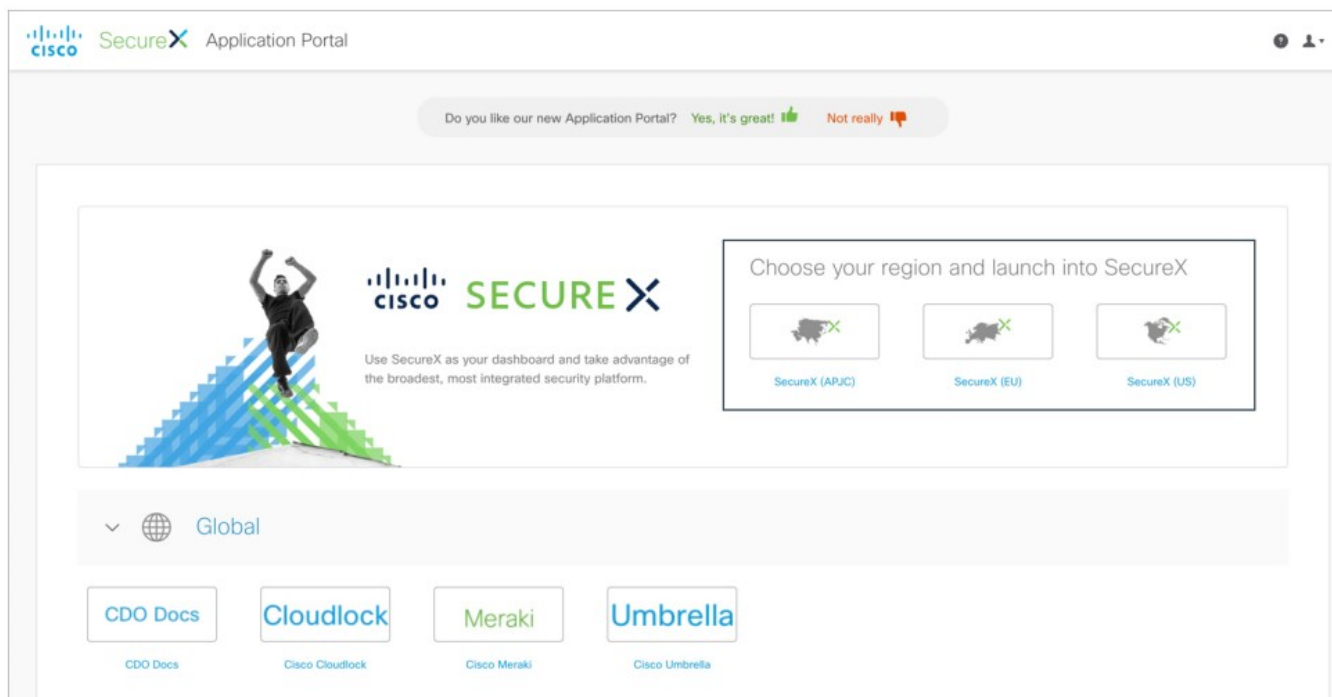 CISCO SecureX Application Portal
Do you like our new Application Portal? Yes, it's great! Not really
CISCO SECUREX
Use SecureX as your dashboard and take advantage of
the broadest, most integrated security platform.
Choose your region and launch into SecureX
SecureX (APJC) SecureX (EU) SecureX (US)
Global
CDO Docs Cloudlock Meraki Umbrella
CDO Docs Cisco Cloudlock Cisco Meraki Cisco Umbrella